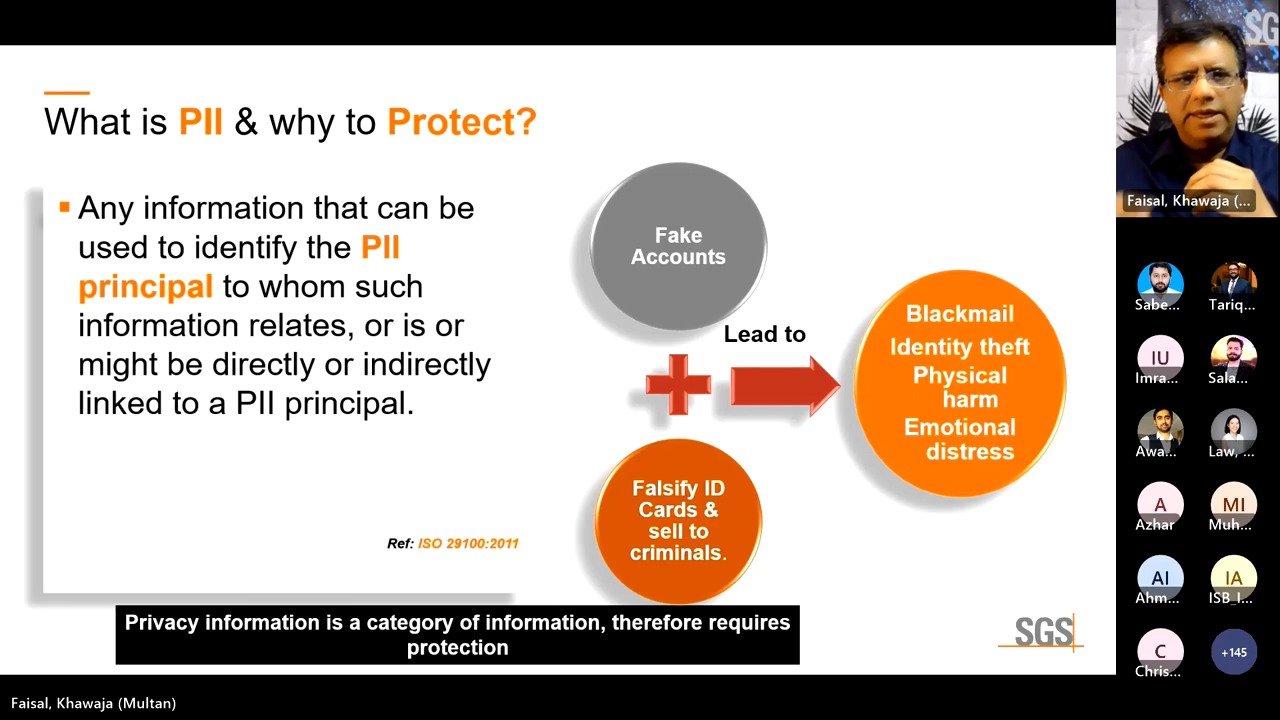 What is PII & why to Protect?
Any information that can be
used to identify the PII
principal to whom such
information relates, or is or
might be directly or indirectly
linked to a PII principal.
Ref: ISO 29100:2011
Fake
Accounts
Lead to
Falsify ID
Cards &
sell to
criminals.
Blackmail
Identity theft
Physical
harm
Emotional
distress
Privacy information is a category of information, therefore requires
protection
SGS
Faisal, Khawaja (Multan)
SG
Faisal, Khawaja (...
Sabe...
Tariq...
IU
Imra...
Sala...
Awa...
Law, ...
A
Azhar
MI
Muh...
AI
Ahm...
IA
ISB_I...
C
Chris...
+145